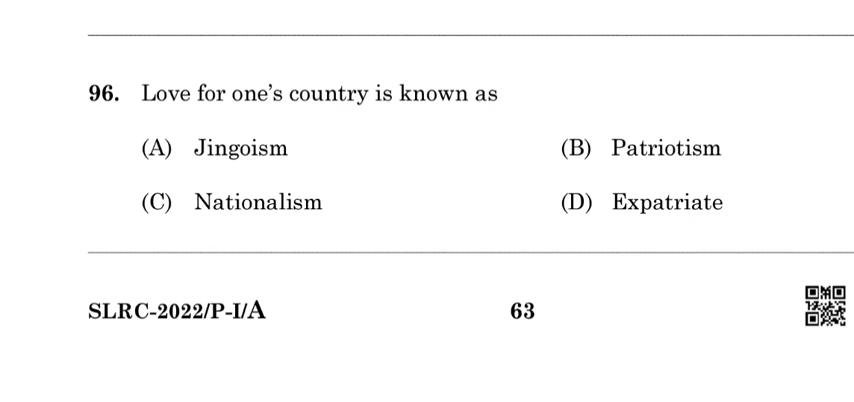 96. Love for one's country is known as
(A) Jingoism (B) Patriotism
(C) Nationalism (D) Expatriate
SLRC-2022/P-I/A 63